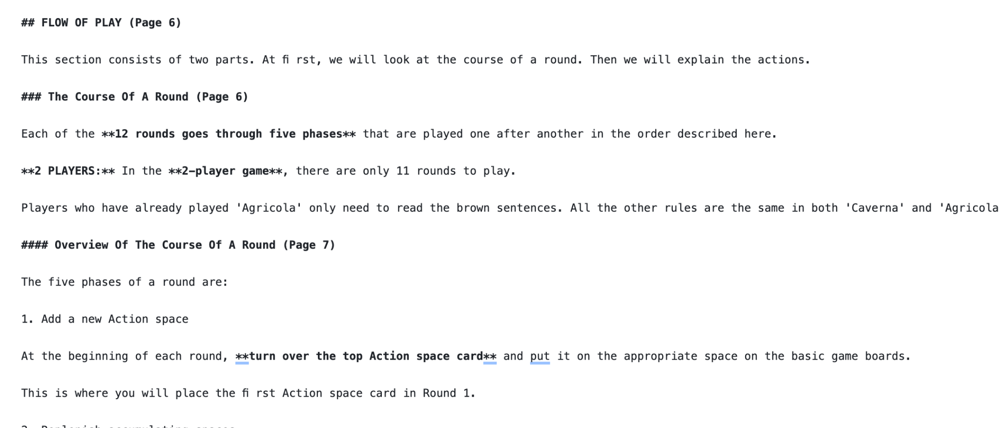 ## FLOW OF PLAY (Page 6)
This section consists of two parts. At fi rst, we will look at the course of a round. Then we will explain the actions.
### The Course Of A Round (Page 6)
Each of the **12 rounds goes through five phases** that are played one after another in the order described here.
**2 PLAYERS:** In the **2-player game**, there are only 11 rounds to play.
Players who have already played 'Agricola' only need to read the brown sentences. All the other rules are the same in both 'Caverna' and 'Agricola
#### Overview Of The Course Of A Round (Page 7)
The five phases of a round are:
1. Add a new Action space
At the beginning of each round, **turn over the top Action space card** and put it on the appropriate space on the basic game boards.
This is where you will place the fi rst Action space card in Round 1.
2. Replenish accumulating spaces